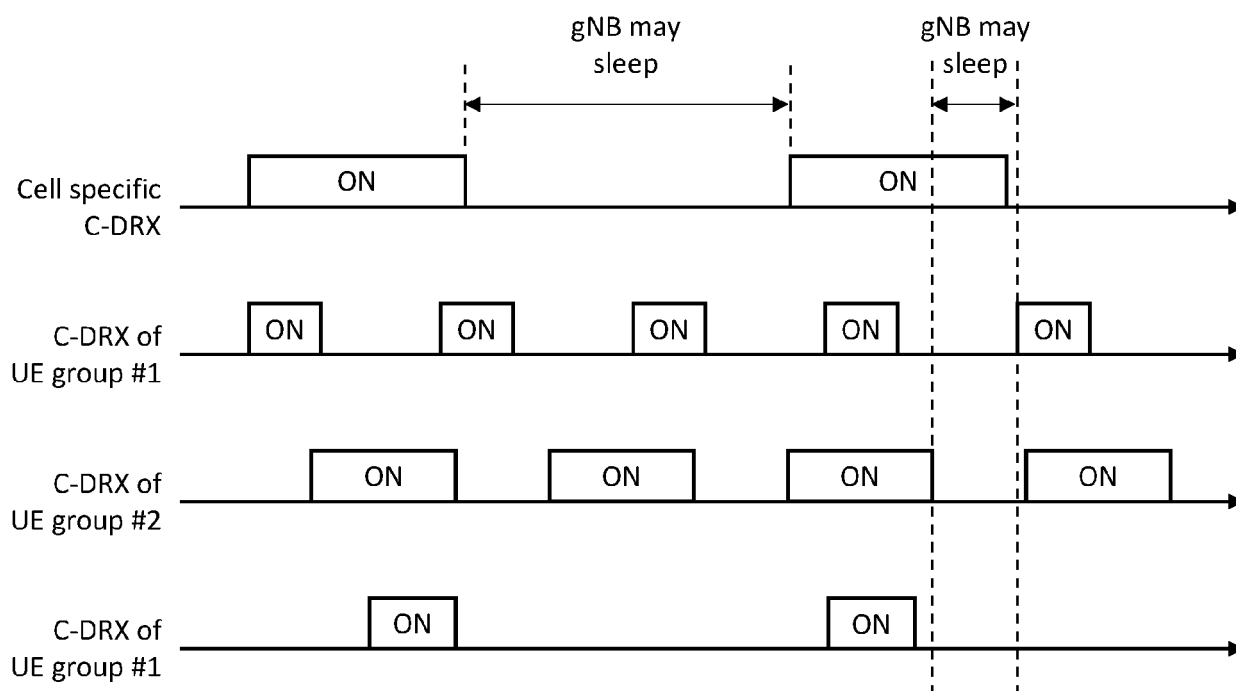 gNB may
sleep
gNB may
sleep
Cell specific
C-DRX
ON
ON
C-DRX of
UE group #1
ON
ON
ON
ON
ON
C-DRX of
UE group #2
ON
ON
ON
ON
C-DRX of
UE group #1
ON
ON